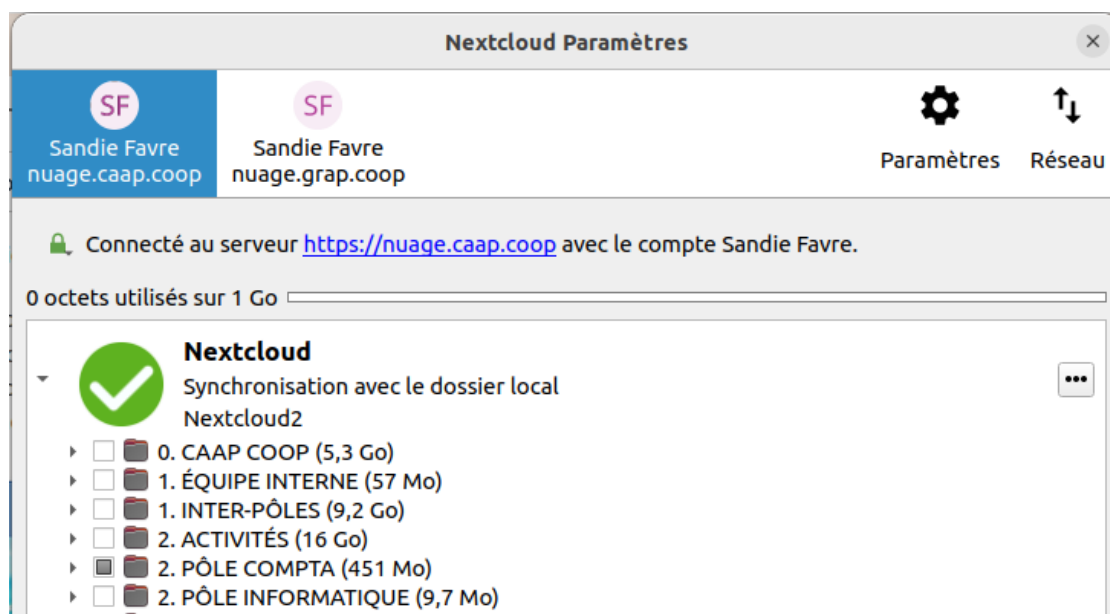 Nextcloud Paramètres
SF
Sandie Favre
nuage.caap.coop
SF
Sandie Favre
nuage.grap.coop
Paramètres
Réseau
Connecté au serveur https://nuage.caap.coop avec le compte Sandie Favre.
0 octets utilisés sur 1 Go
Nextcloud
Synchronisation avec le dossier local
Nextcloud2
0. CAAP COOP (5,3 Go)
1. ÉQUIPE INTERNE (57 Mo)
1. INTER-PÔLES (9,2 Go)
2. ACTIVITÉS (16 Go)
2. PÔLE COMPTA (451 Mo)
2. PÔLE INFORMATIQUE (9,7 Mo)